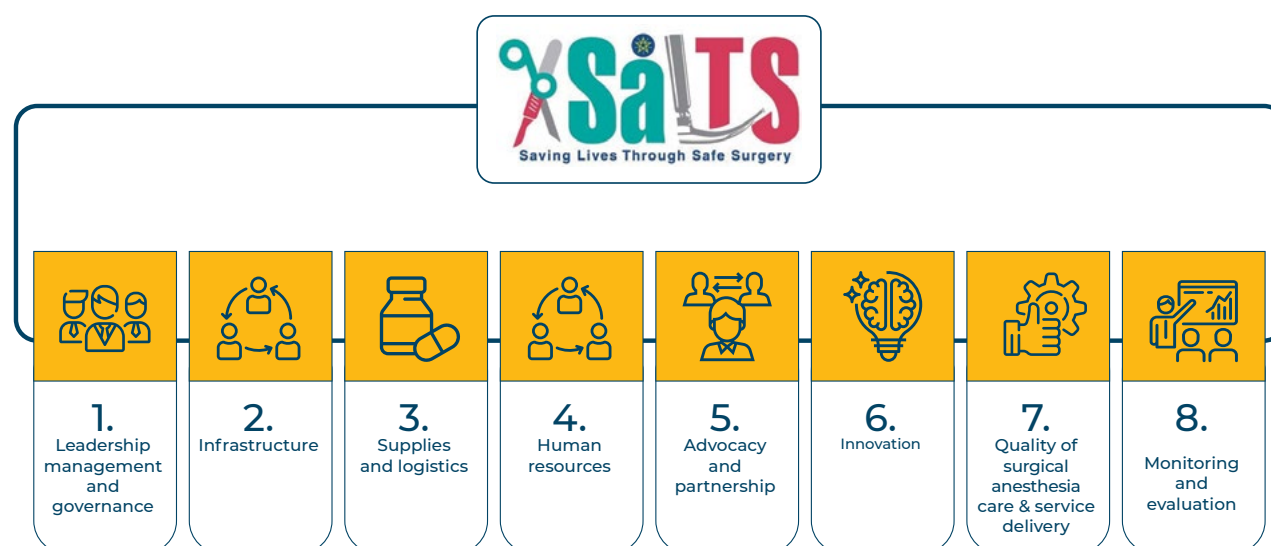 SaLTS
Saving Lives Through Safe Surgery
1.
Leadership
management
and
governance
2.
Infrastructure
3.
Supplies
and logistics
4.
Human
resources
5.
Advocacy
and
partnership
6.
Innovation
7.
Quality of
surgical
anesthesia
care & service
delivery
8.
Monitoring
and
evaluation